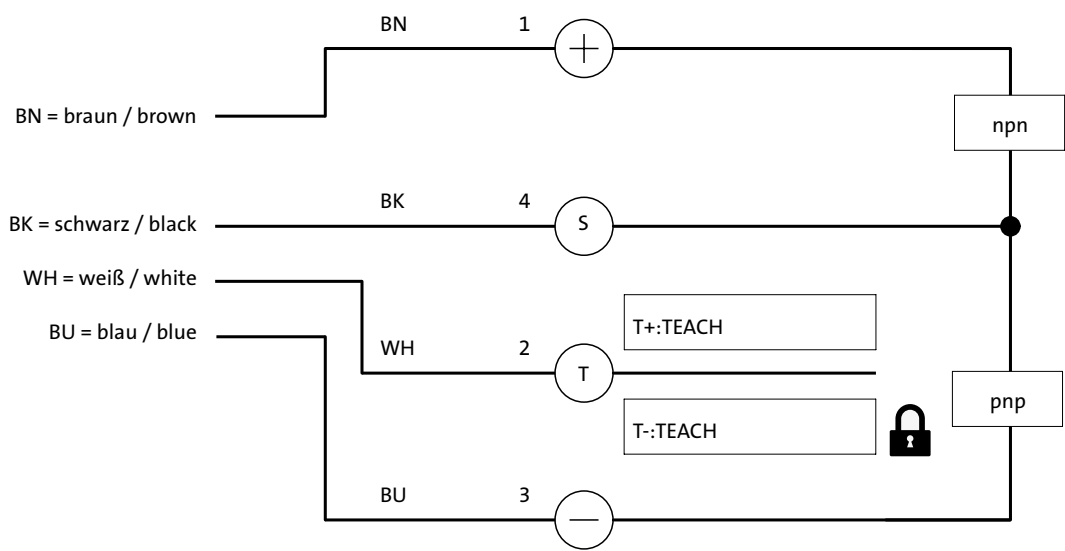 BN 1 +
BN = braun / brown
npn
BK 4
BK = schwarz / black S
WH = weiß / white
T+:TEACH
BU = blau / blue
WH 2
T
pnp
T-:TEACH
BU 3 −